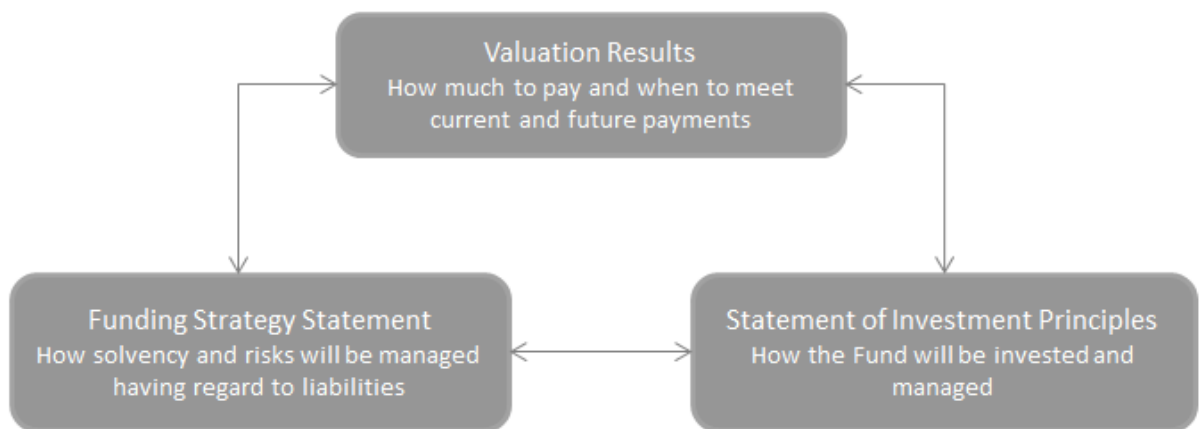 Valuation Results
How much to pay and when to meet
current and future payments
Funding Strategy Statement
How solvency and risks will be managed
having regard to liabilities
Statement of Investment Principles
How the Fund will be invested and
managed